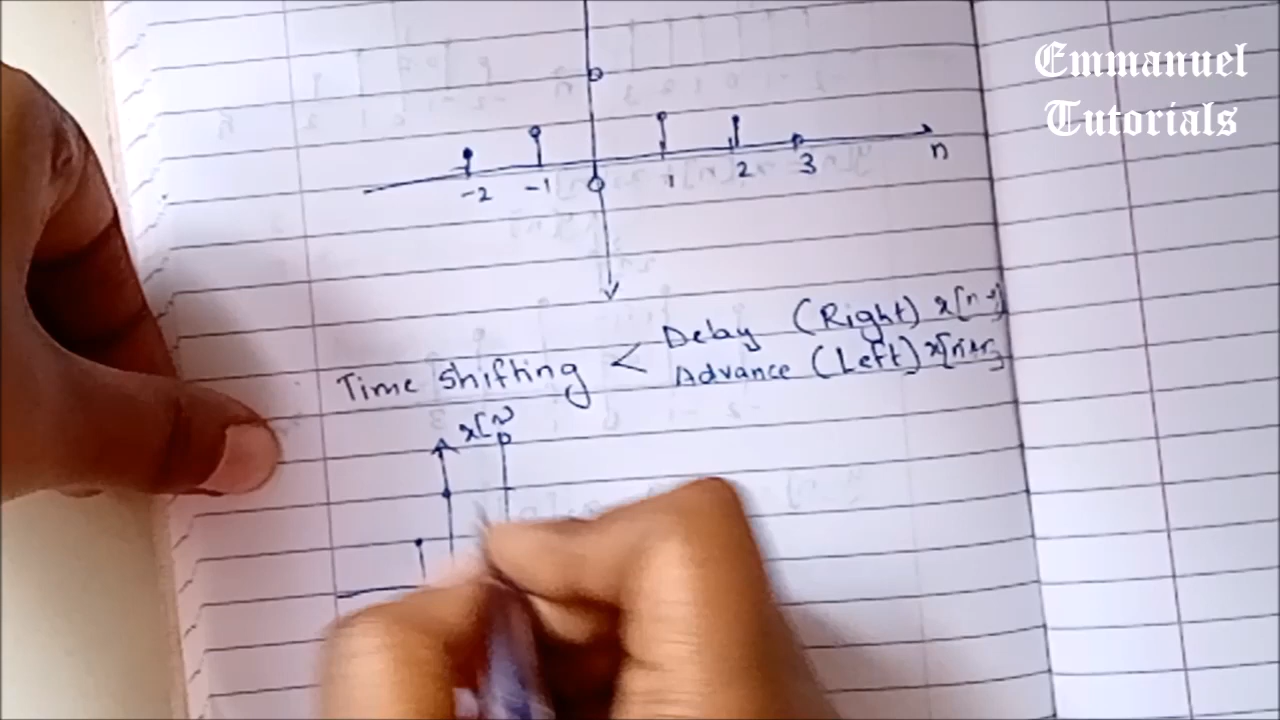 Emmanuel
Tutorials
-2 -1 0 1 2 3 n
Delay (Right) x[n-
Time Shifting < Advance (Left) x[n+
x[n]